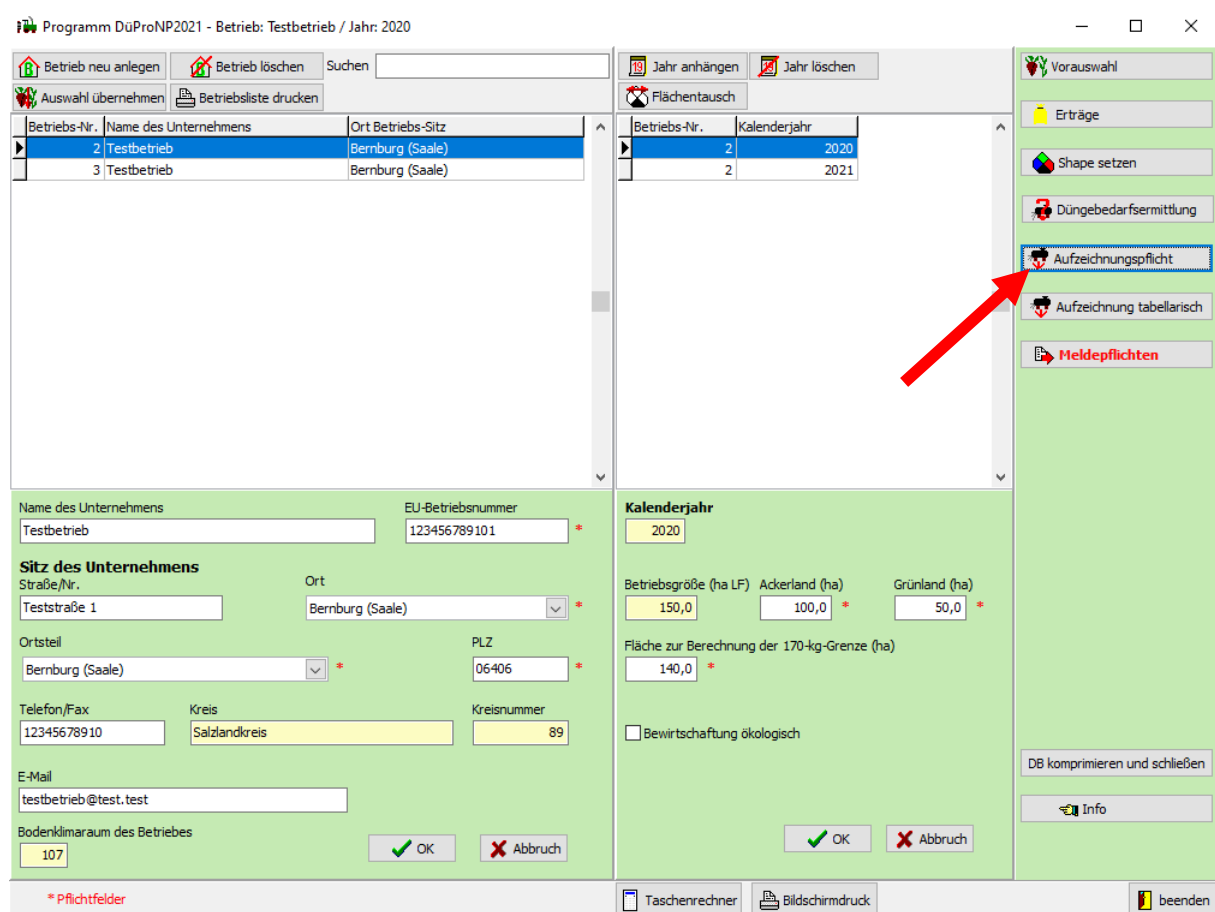 Programm DüProNP2021 - Betrieb: Testbetrieb / Jahr: 2020
Betrieb neu anlegen Betrieb löschen Suchen
Auswahl übernehmen Betriebsliste drucken
Betriebs-Nr. Name des Unternehmens Ort Betriebs-Sitz
2 Testbetrieb Bernburg (Saale)
3 Testbetrieb Bernburg (Saale)
19 Jahr anhängen 19 Jahr löschen
Flächentausch
Betriebs-Nr. Kalenderjahr
2 2020
2 2021
Vorauswahl
Erträge
Shape setzen
Düngebedarfsermittlung
Aufzeichnungspflicht
Aufzeichnung tabellarisch
Meldepflichten
Name des Unternehmens EU-Betriebsnummer
Testbetrieb 123456789101 *
Sitz des Unternehmens
Straße/Nr. Ort
Teststraße 1 Bernburg (Saale) *
Ortsteil PLZ
Bernburg (Saale) * 06406 *
Telefon/Fax Kreis Kreisnummer
12345678910 Salzlandkreis 89
E-Mail
testbetrieb@test.test
Bodenklimaraum des Betriebes
107 OK Abbruch
Kalenderjahr
2020
Betriebsgröße (ha LF) Ackerland (ha) Grünland (ha)
150,0 100,0 * 50,0 *
Fläche zur Berechnung der 170-kg-Grenze (ha)
140,0 *
Bewirtschaftung ökologisch
OK Abbruch
DB komprimieren und schließen
Info
* Pflichtfelder Taschenrechner Bildschirmdruck beenden